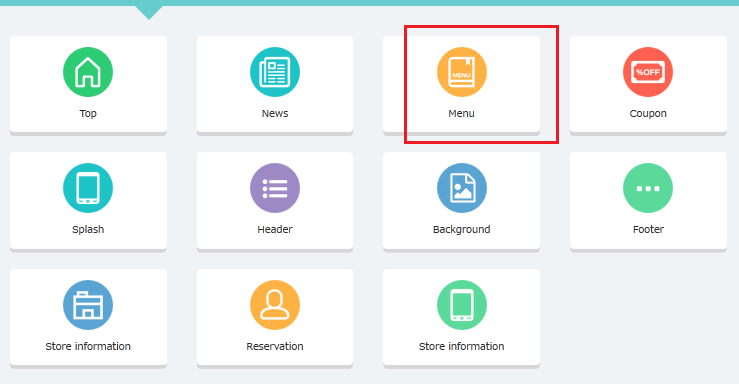 MENU
%OFF
Top
News
Menu
Coupon
Splash
Header
Background
Footer
Store information
Reservation
Store information